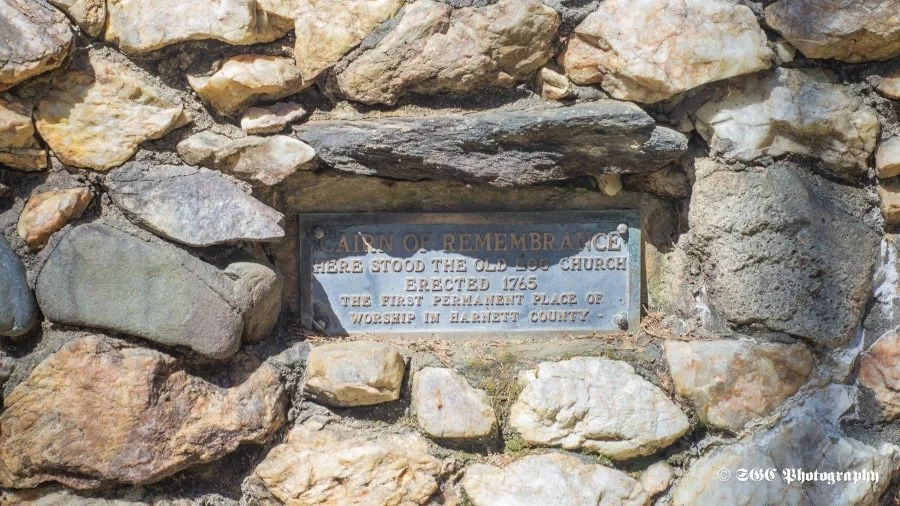 CAIRN OF REMEMBRANCE
HERE STOOD THE OLD LOG CHURCH
ERECTED 1765
THE FIRST PERMANENT PLACE OF
WORSHIP IN HARNETT COUNTY
© SGC Photography